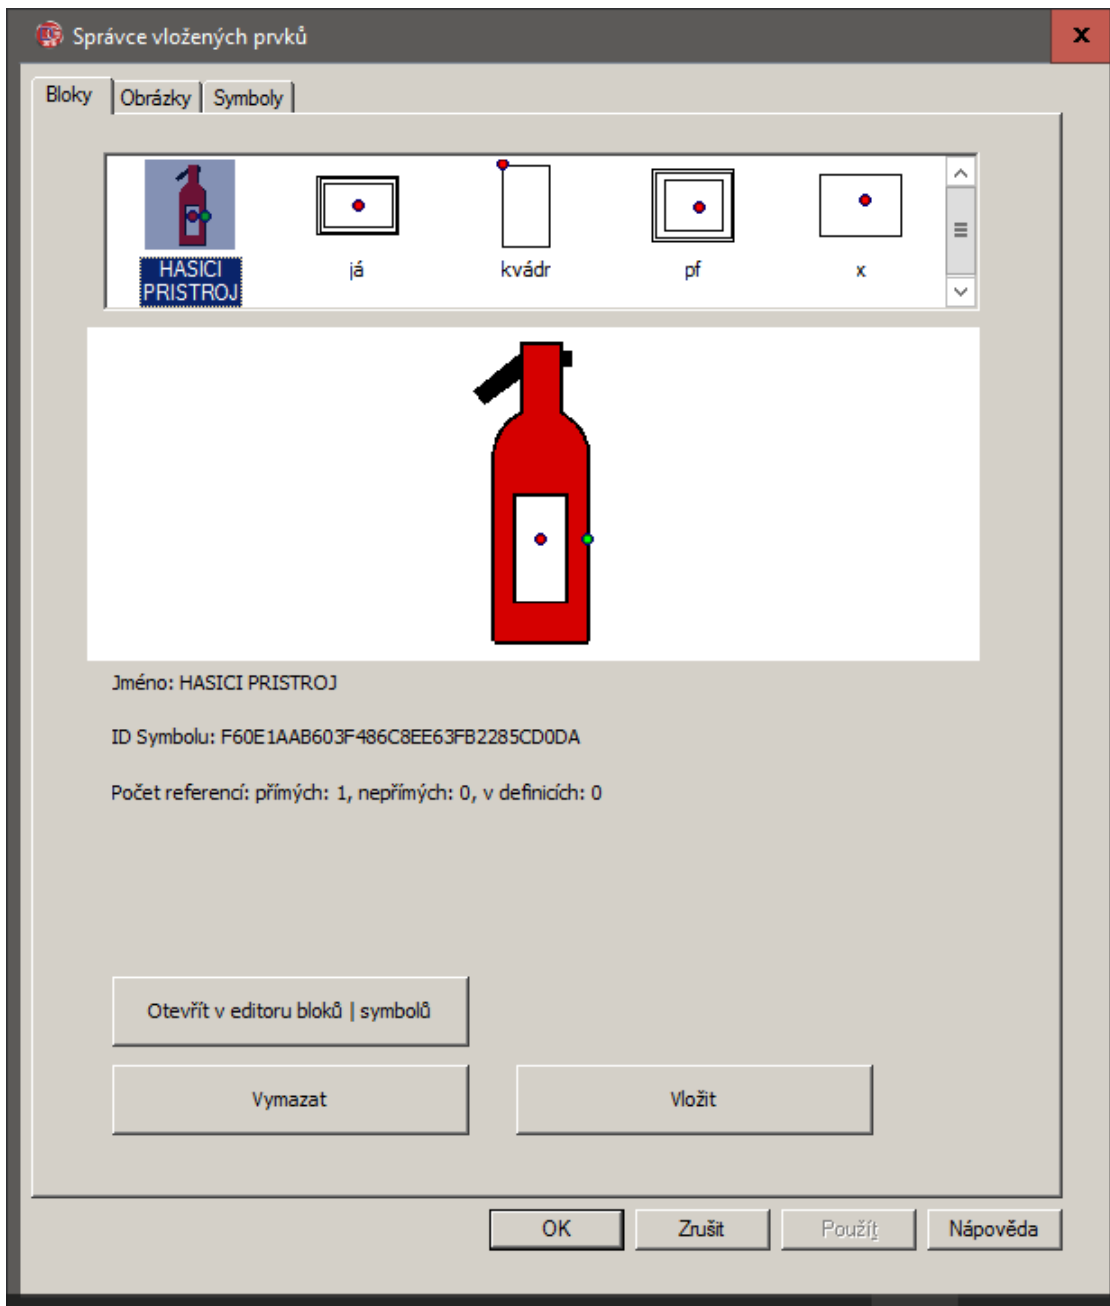 Správce vložených prvků
x
Bloky
Obrázky
Symboly
HASICI
PRISTROJ
já
kvádr
pf
x
Jméno: HASICI PRISTROJ
ID Symbolu: F60E1AAB603F486C8EE63FB2285CD0DA
Počet referencí: přímých: 1, nepřímých: 0, v definicích: 0
Otevřít v editoru bloků | symbolů
Vymazat
Vložit
OK
Zrušit
Použít
Nápověda